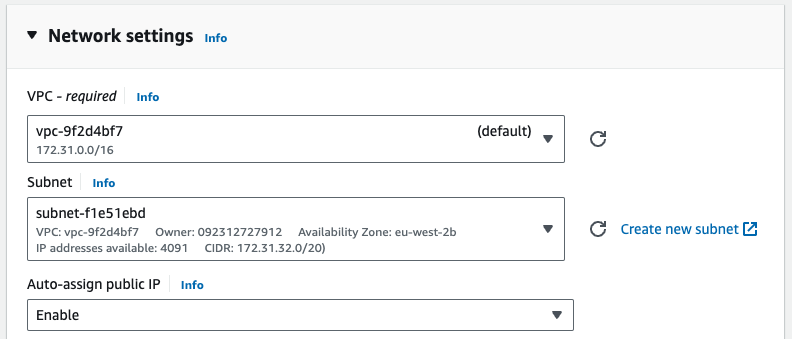 Network settings Info
VPC - required Info
vpc-9f2d4bf7 (default)
172.31.0.0/16
Subnet Info
subnet-f1e51ebd
VPC: vpc-9f2d4bf7 Owner: 092312727912 Availability Zone: eu-west-2b
IP addresses available: 4091 CIDR: 172.31.32.0/20)
Create new subnet
Auto-assign public IP Info
Enable